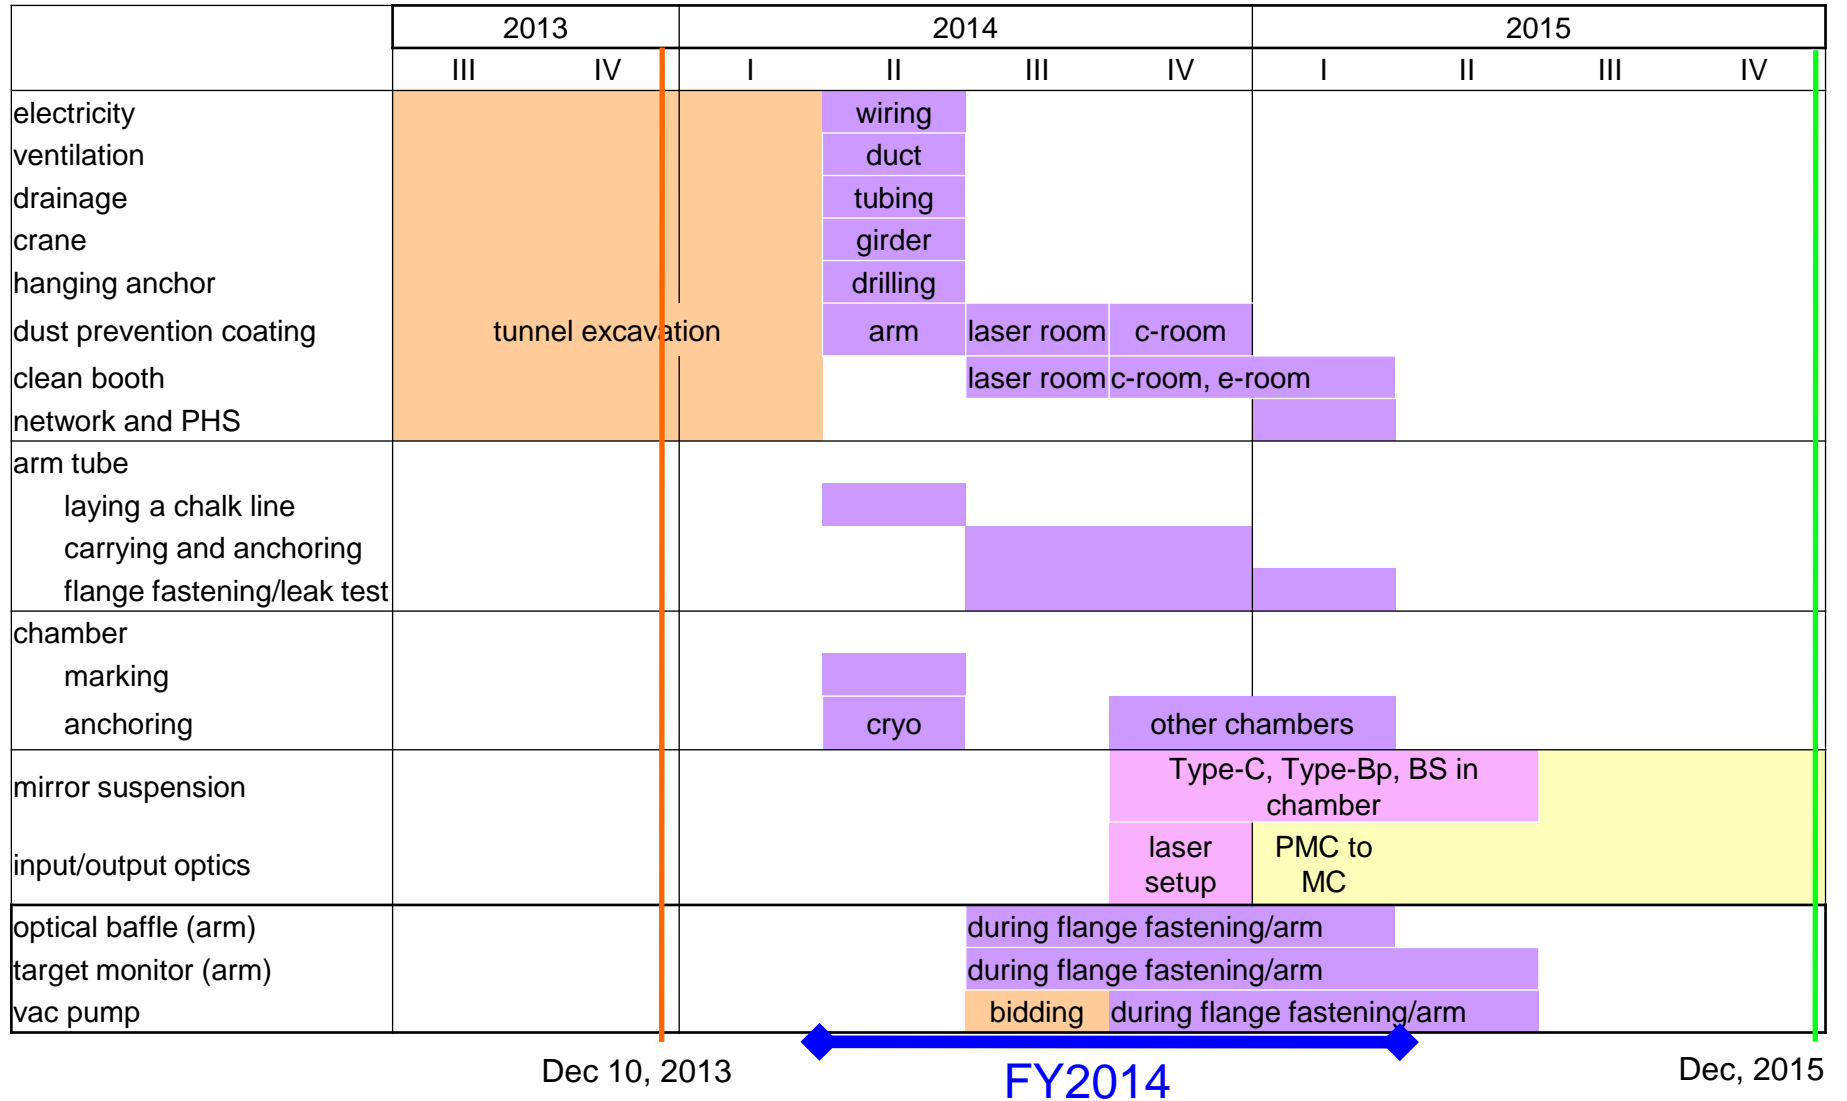 2013 2014 2015
III IV I II III IV I II III IV
electricity wiring
ventilation duct
drainage tubing
crane girder
hanging anchor drilling
dust prevention coating tunnel excavation arm laser room c-room
clean booth laser room c-room, e-room
network and PHS
arm tube
laying a chalk line
carrying and anchoring
flange fastening/leak test
chamber
marking
anchoring cryo other chambers
mirror suspension Type-C, Type-Bp, BS in
chamber
input/output optics laser PMC to
setup MC
optical baffle (arm) during flange fastening/arm
target monitor (arm) during flange fastening/arm
vac pump bidding during flange fastening/arm
Dec 10, 2013 FY2014 Dec, 2015